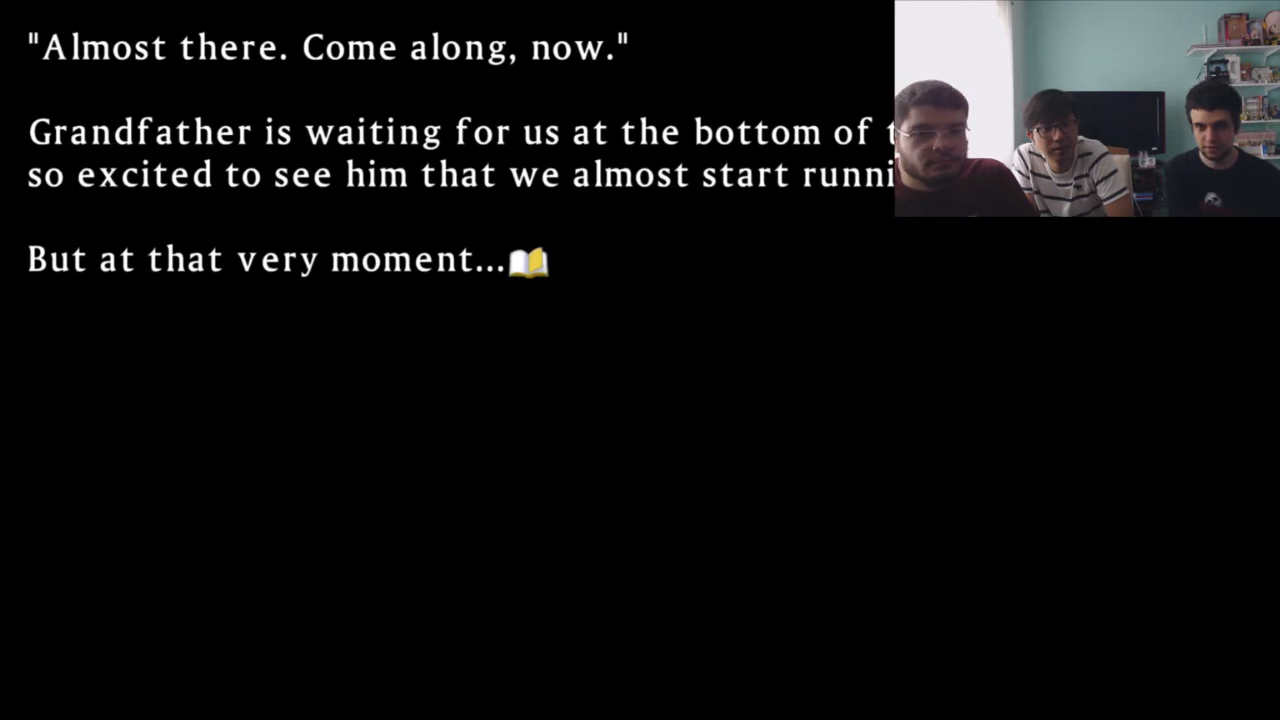 "Almost there. Come along, now."
Grandfather is waiting for us at the bottom of
so excited to see him that we almost start
But at that very moment...